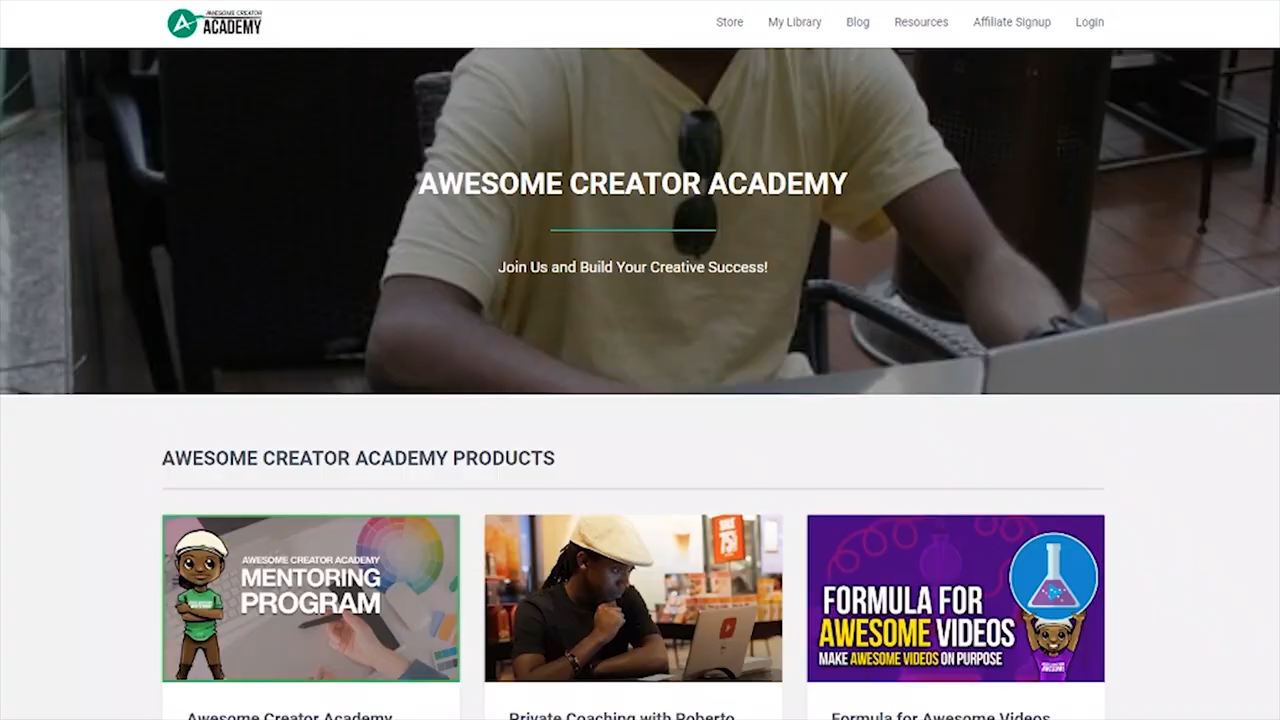 AWESOME CREATOR
ACADEMY
Store
My Library
Blog
Resources
Affiliate Signup
Login
AWESOME CREATOR ACADEMY
Join Us and Build Your Creative Success!
AWESOME CREATOR ACADEMY PRODUCTS
AWESOME CREATOR ACADEMY
MENTORING
PROGRAM
SALE
75%
FORMULA FOR
AWESOME VIDEOS
MAKE AWESOME VIDEOS ON PURPOSE
Awesome Creator Academy
Private Coaching with Roberto
Formula for Awesome Videos